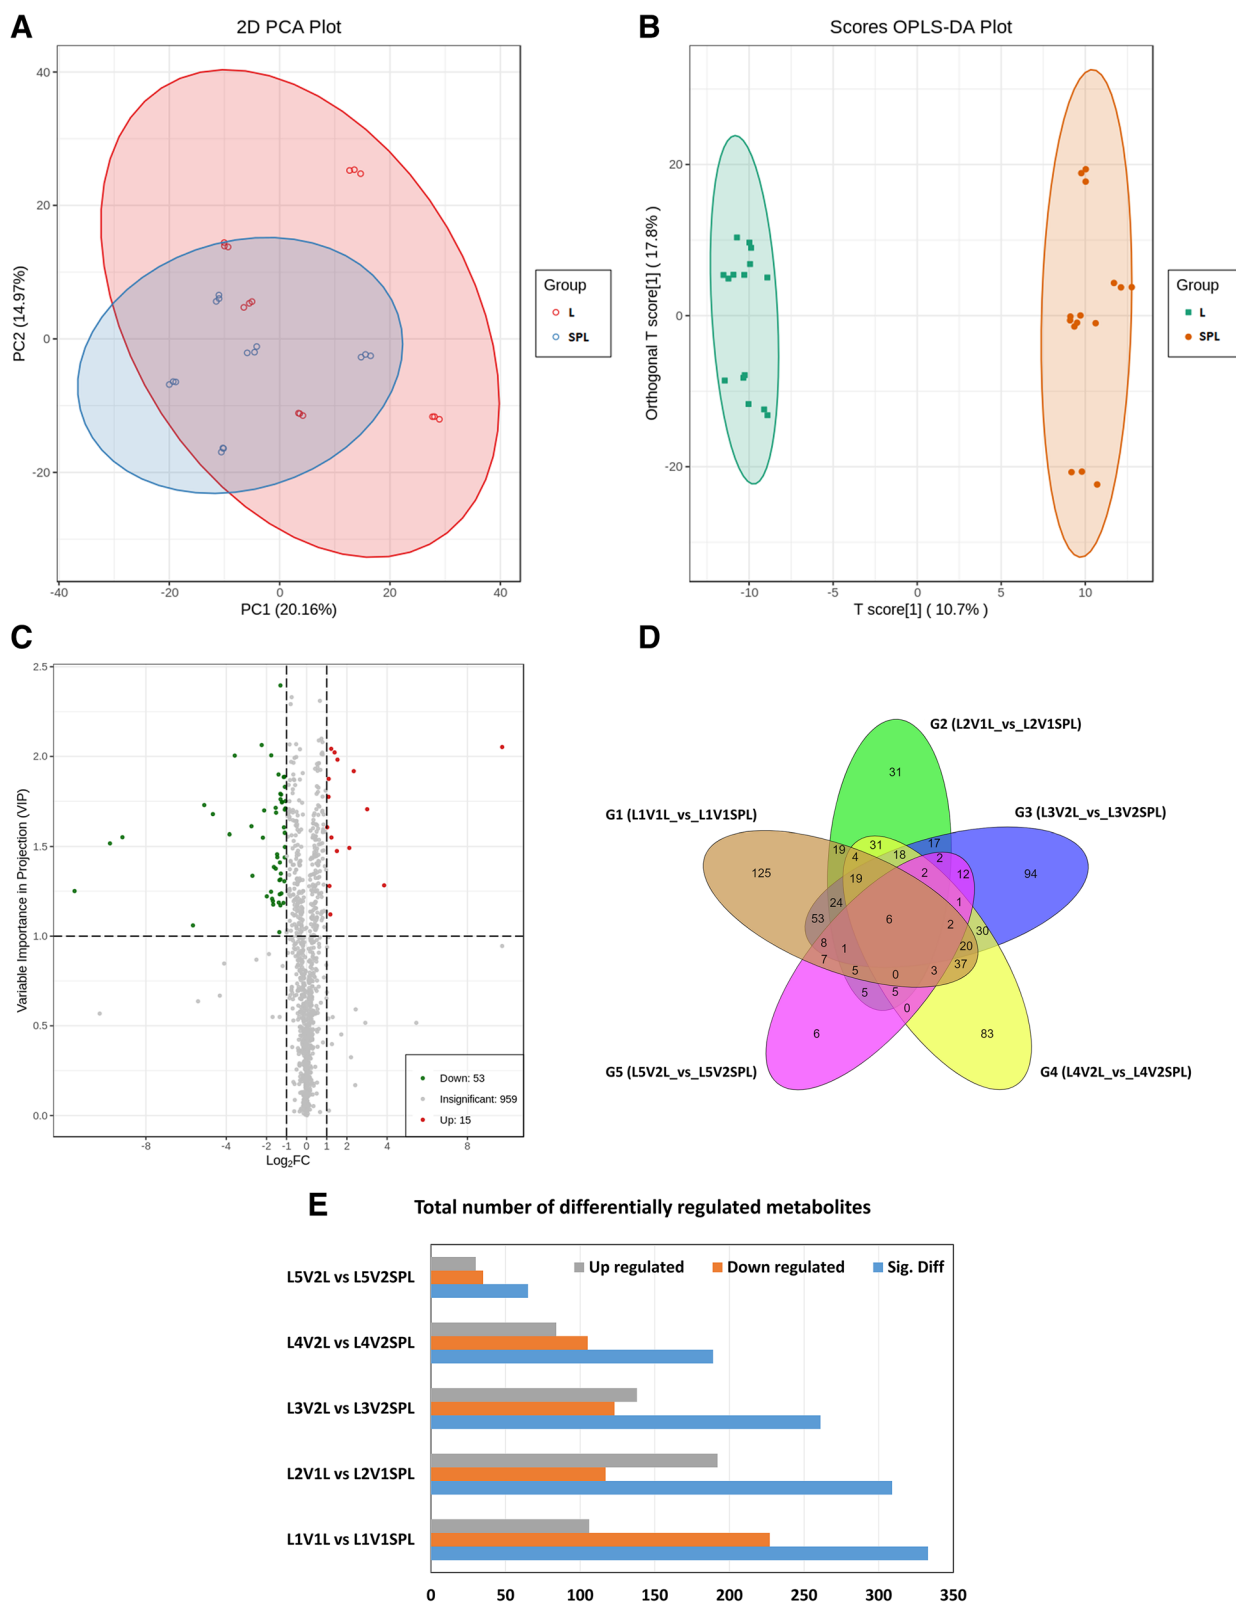 A
2D PCA Plot
40
20
0
-20
-40
-20
0
20
40
PC2 (14.97%)
PC1 (20.16%)
Group
L
SPL
B
Scores OPLS-DA Plot
20
0
-20
-10
-5
0
5
10
Orthogonal T score[1] ( 17.8% )
T score[1] ( 10.7% )
Group
L
SPL
C
2.5
2.0
1.5
1.0
0.5
0.0
-8
-4
-2
-1
0
1
2
4
8
Variable Importance in Projection (VIP)
Log2FC
Down: 53
Insignificant: 959
Up: 15
D
G2 (L2V1L_vs_L2V1SPL)
G1 (L1V1L_vs_L1V1SPL)
G3 (L3V2L_vs_L3V2SPL)
G5 (L5V2L_vs_L5V2SPL)
G4 (L4V2L_vs_L4V2SPL)
31
17
19
31
4
18
2
125
19
2
12
94
24
1
53
6
2
30
8
1
20
7
5
0
3
37
5
5
0
6
83
E
Total number of differentially regulated metabolites
Up regulated
Down regulated
Sig. Diff
L5V2L vs L5V2SPL
L4V2L vs L4V2SPL
L3V2L vs L3V2SPL
L2V1L vs L2V1SPL
L1V1L vs L1V1SPL
0
50
100
150
200
250
300
350